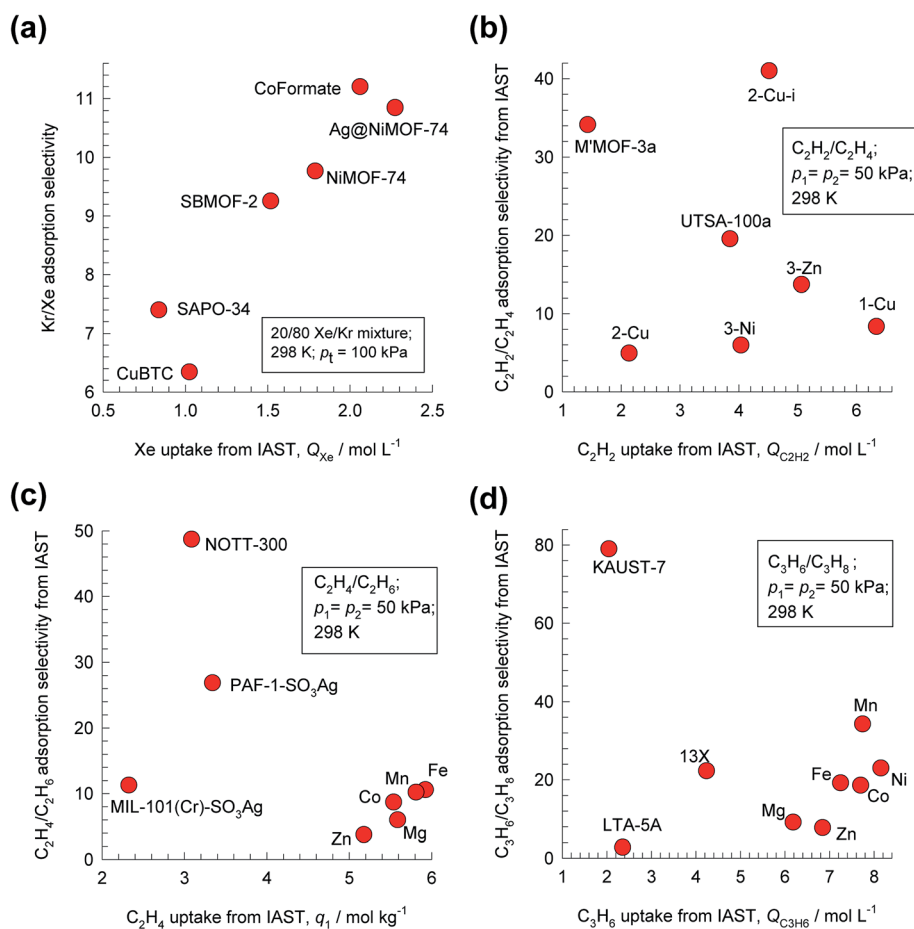 (a)
Kr/Xe adsorption selectivity
11
10
9
8
7
6
CoFormate
Ag@NiMOF-74
NiMOF-74
SBMOF-2
SAPO-34
CuBTC
20/80 Xe/Kr mixture;
298 K; pt = 100 kPa
0.5 1.0 1.5 2.0 2.5
Xe uptake from IAST, QXe / mol L-1
(b)
C2H2/C2H4 adsorption selectivity from IAST
40
30
20
10
0
2-Cu-i
M'MOF-3a
C2H2/C2H4;
p1= p2= 50 kPa;
298 K
UTSA-100a
3-Zn
1-Cu
3-Ni
2-Cu
1 2 3 4 5 6
C2H2 uptake from IAST, QC2H2 / mol L-1
(c)
C2H4/C2H6 adsorption selectivity from IAST
50
40
30
20
10
0
NOTT-300
C2H4/C2H6;
p1= p2= 50 kPa;
298 K
PAF-1-SO3Ag
MIL-101(Cr)-SO3Ag
Fe
Mn
Co
Mg
Zn
2 3 4 5 6
C2H4 uptake from IAST, q1 / mol kg-1
(d)
C3H6/C3H8 adsorption selectivity from IAST
80
60
40
20
0
KAUST-7
C3H6/C3H8 ;
p1= p2= 50 kPa;
298 K
Mn
13X
Fe
Ni
Co
Mg
Zn
LTA-5A
1 2 3 4 5 6 7 8
C3H6 uptake from IAST, QC3H6 / mol L-1